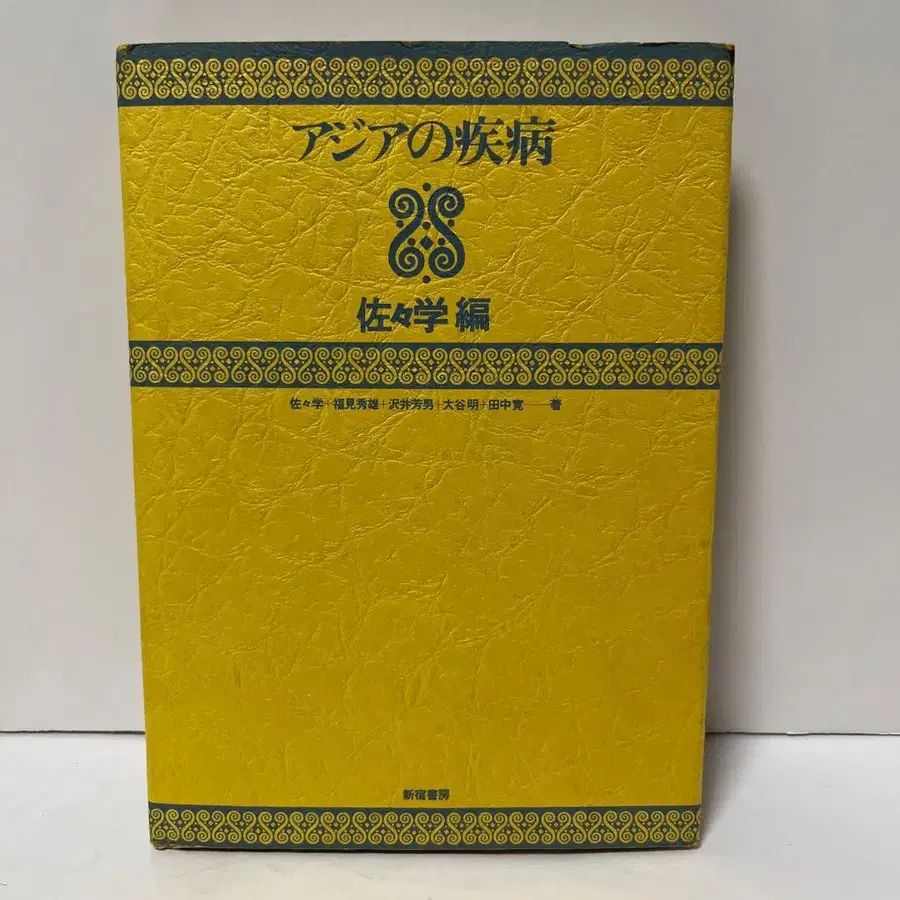 アジアの疾病
佐々学 編
佐々学+福見秀雄+沢井芳男+大谷明+田中寛――著
新宿書房